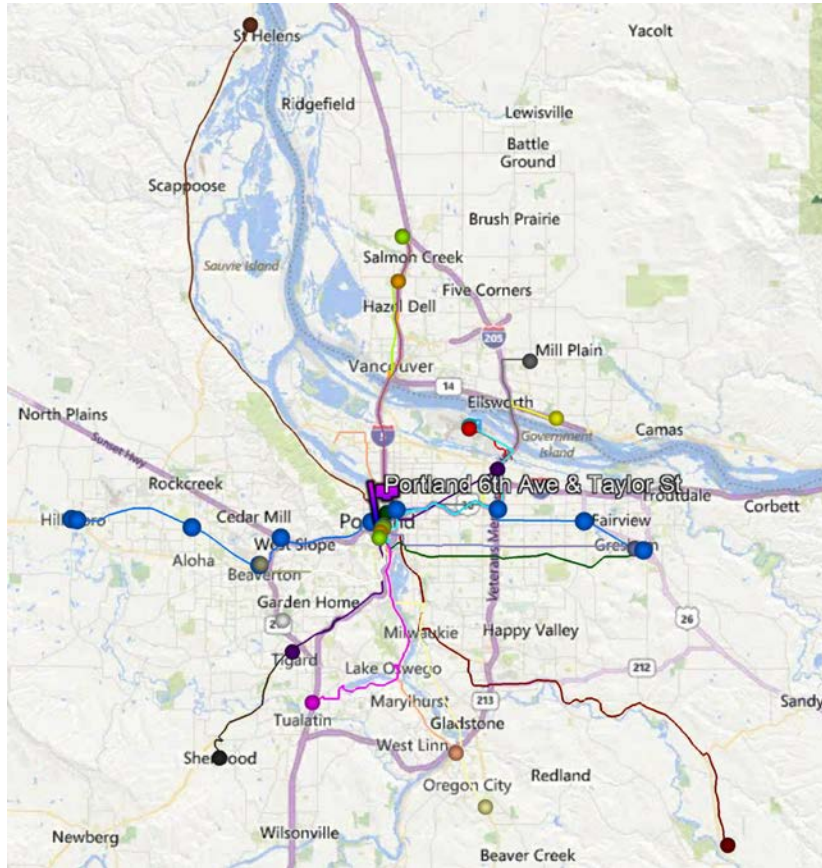 Yacolt
St Helens
Ridgefield
Lewisville
Battle
Ground
Scappoose
Brush Prairie
Salmon Creek
Sauvie Island
Five Corners
Hazel Dell
205
Mill Plain
Vancouver
14
North Plains
Ellsworth
Camas
Sunset Hwy
Government
Island
Portland 6th Ave & Taylor St
Rockcreek
Troutdale
Corbett
Cedar Mill
Portland
Fairview
Hillsboro
West Slope
Aloha
Gresham
Beaverton
Garden Home
26
Milwaukie
Happy Valley
Tigard
Lake Oswego
212
Marylhurst
213
Sandy
Tualatin
Gladstone
West Linn
Sherwood
Redland
Oregon City
Newberg
Wilsonville
Beaver Creek